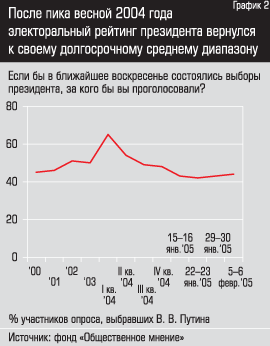 График 2
После пика весной 2004 года
электоральный рейтинг президента вернулся
к своему долгосрочному среднему диапазону
Если бы в ближайшее воскресенье состоялись выборы
президента, за кого бы вы проголосовали?
80
60
40
20
0
15–16
янв.'05
29–30
янв.'05
'00
'01
'02
'03
I кв.
'04
II кв.
'04
III кв.
'04
IV кв.
'04
22–23
янв.'05
5–6
февр.'05
% участников опроса, выбравших В. В. Путина
Источник: фонд «Общественное мнение»